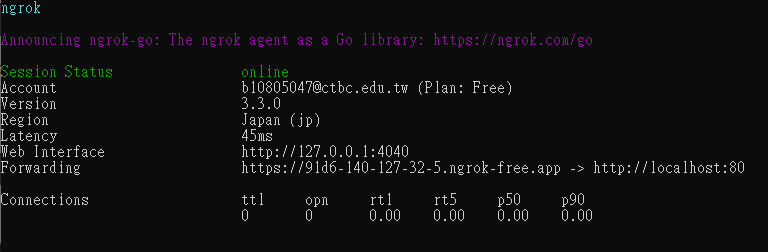 ngrok
Announcing ngrok-go: The ngrok agent as a Go library: https://ngrok.com/go
Session Status online
Account b10805047@ctbc.edu.tw (Plan: Free)
Version 3.3.0
Region Japan (jp)
Latency 45ms
Web Interface http://127.0.0.1:4040
Forwarding https://91d6-140-127-32-5.ngrok-free.app -> http://localhost:80
Connections ttl opn rt1 rt5 p50 p90
0 0 0.00 0.00 0.00 0.00